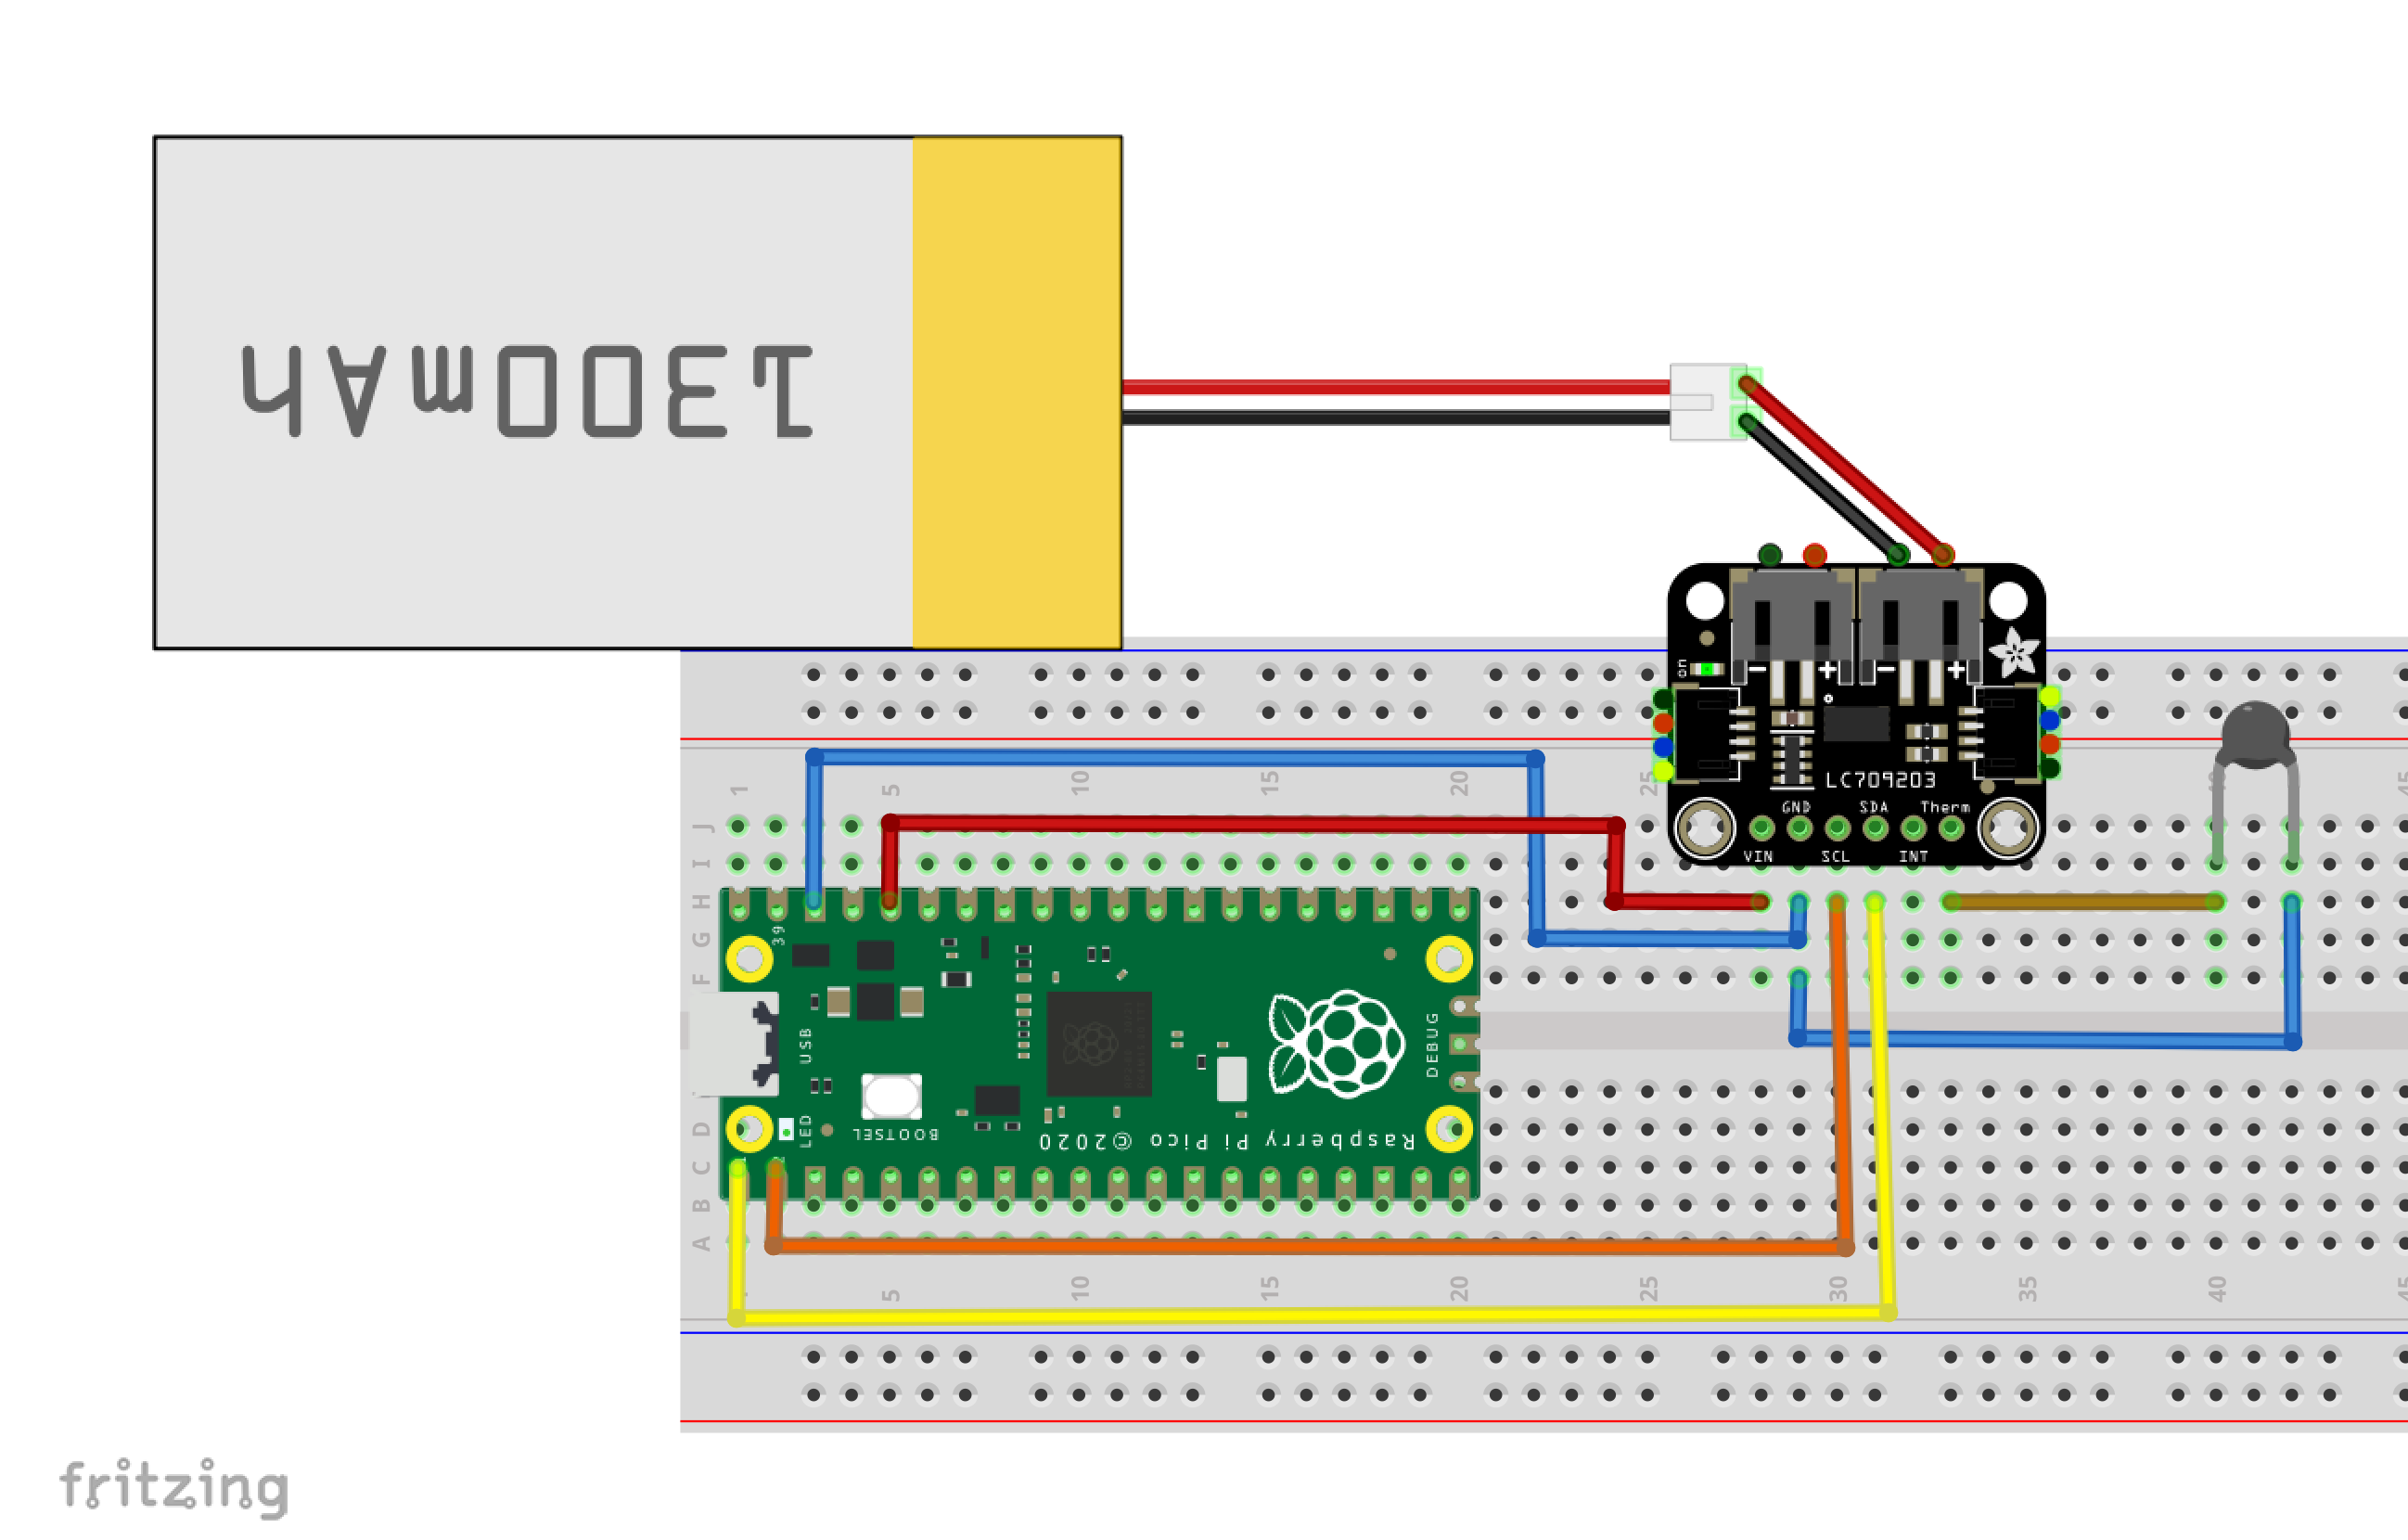 1300mAh
on
- + - +
LC709203
GND SDA Therm
VIN SCL INT
1 5 10 15 20 25
J
I
H
G
F
D
C
B
A
39
USB
DEBUG
LED
BOOTSEL
Raspberry Pi Pico ©2020
5 10 15 20 25 30 35 40
fritzing